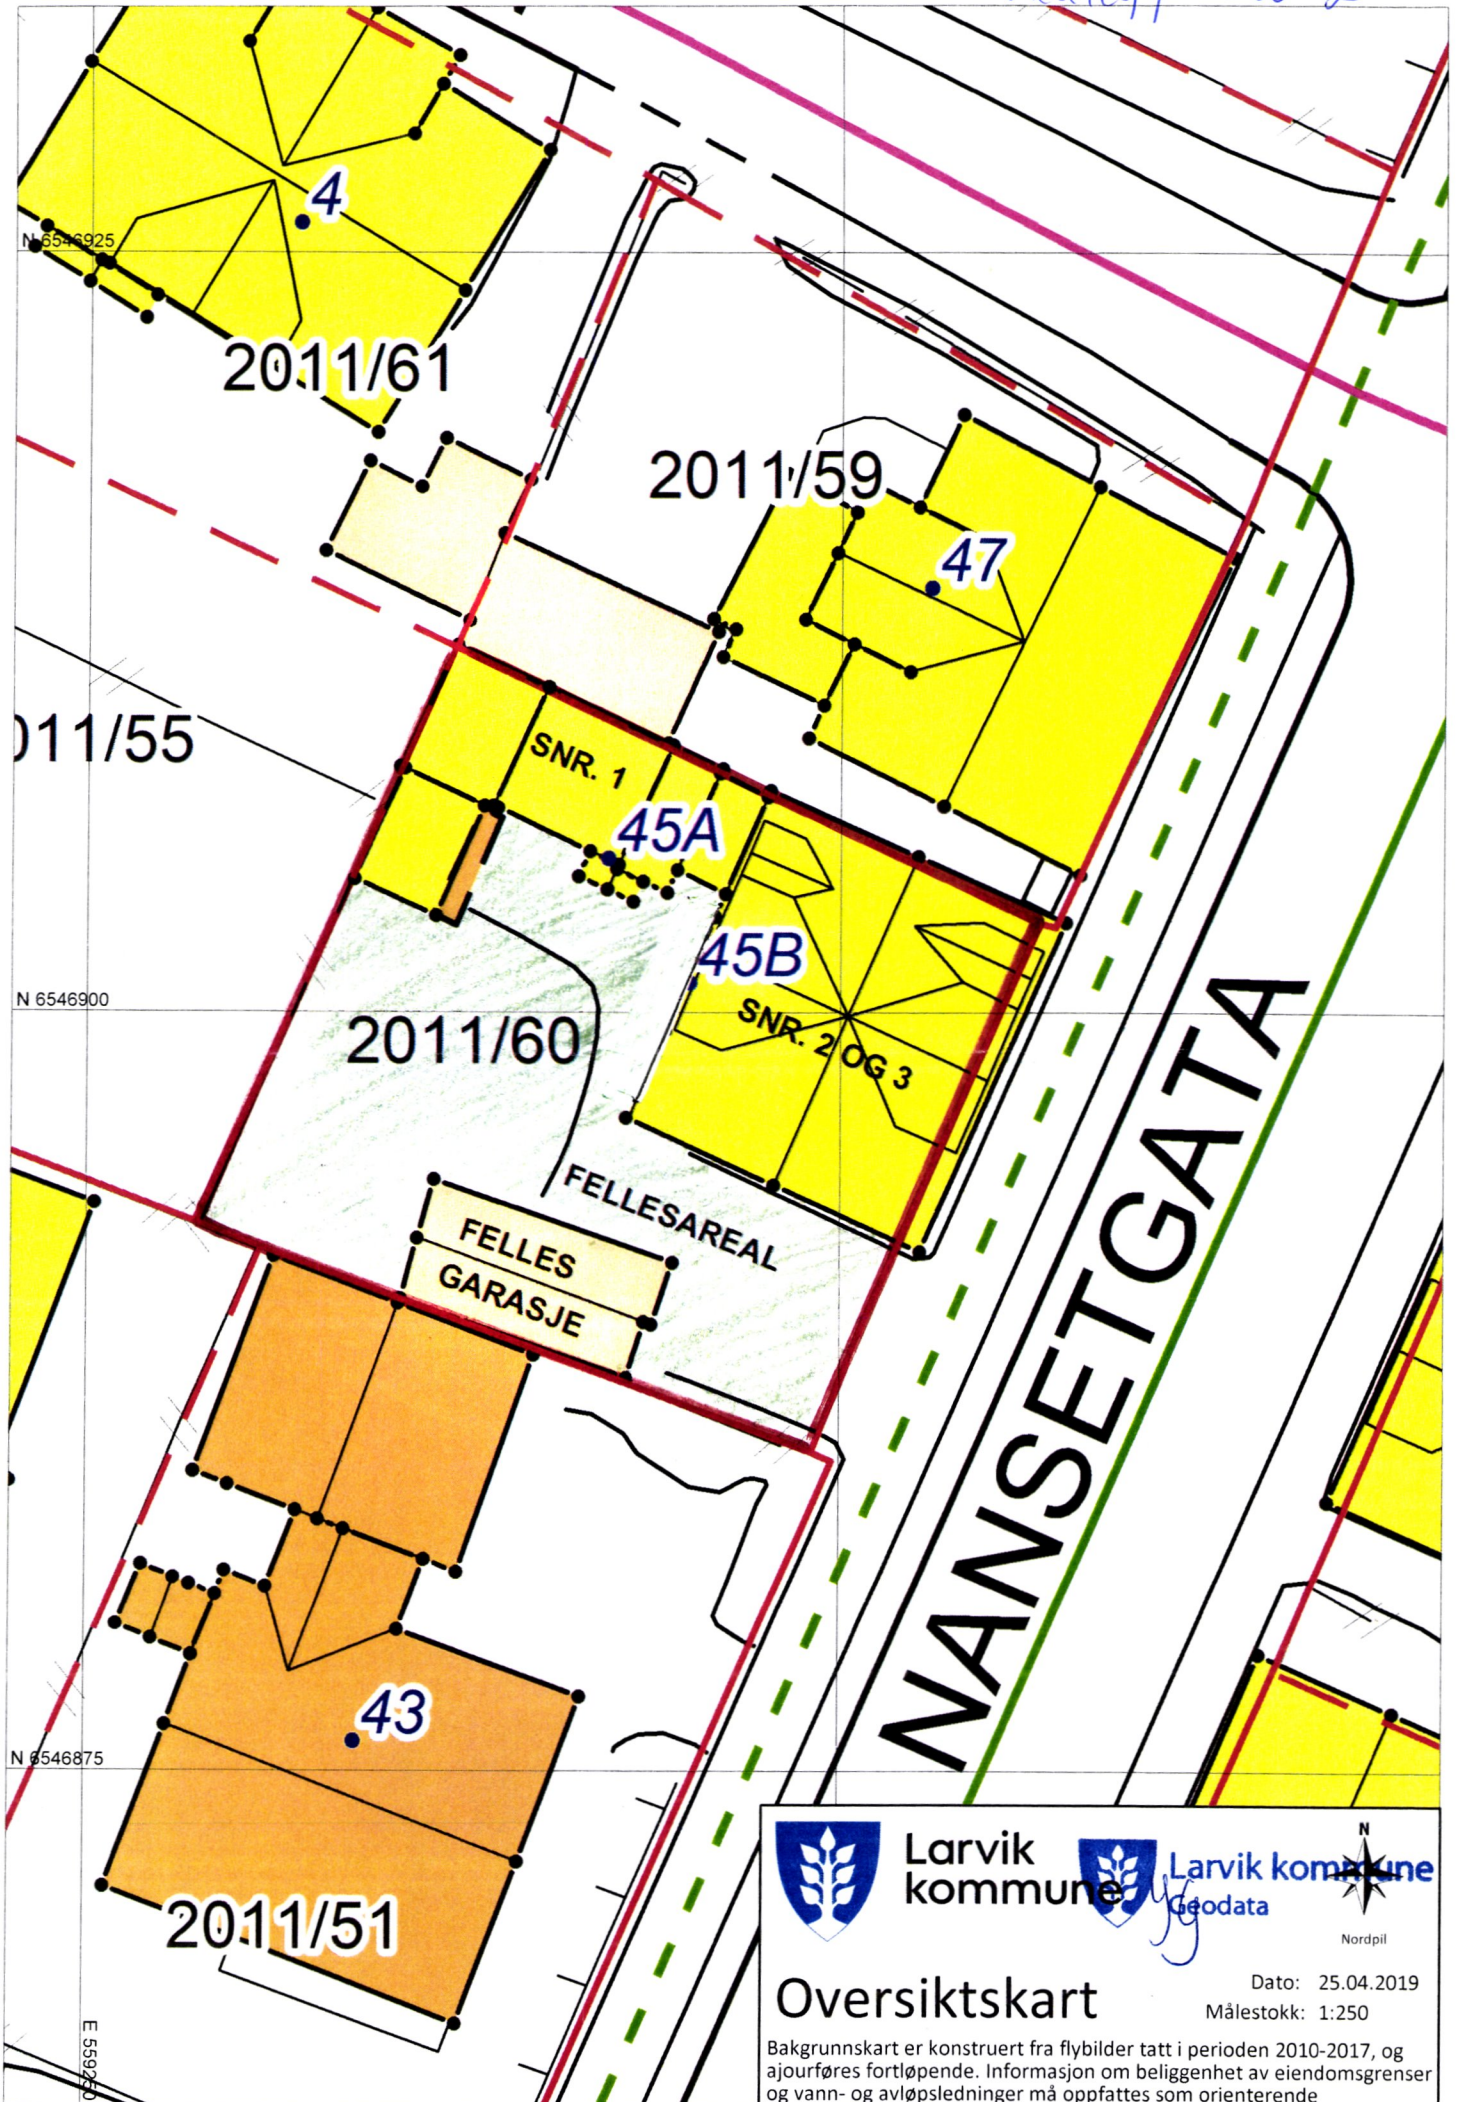 4
N 6546925
2011/61
2011/59
47
011/55
SNR. 1
45A
45B
N 6546900
2011/60
SNR. 2 OG 3
FELLESAREAL
FELLES
GARASJE
NANSETGATA
43
N 6546875
2011/51
E 559250
Larvik
kommune
Larvik kommune
Geodata
N
Nordpil
Oversiktskart
Dato: 25.04.2019
Målestokk: 1:250
Bakgrunnskart er konstruert fra flybilder tatt i perioden 2010-2017, og
ajourføres fortløpende. Informasjon om beliggenhet av eiendomsgrenser
og vann- og avløpsledninger må oppfattes som orienterende